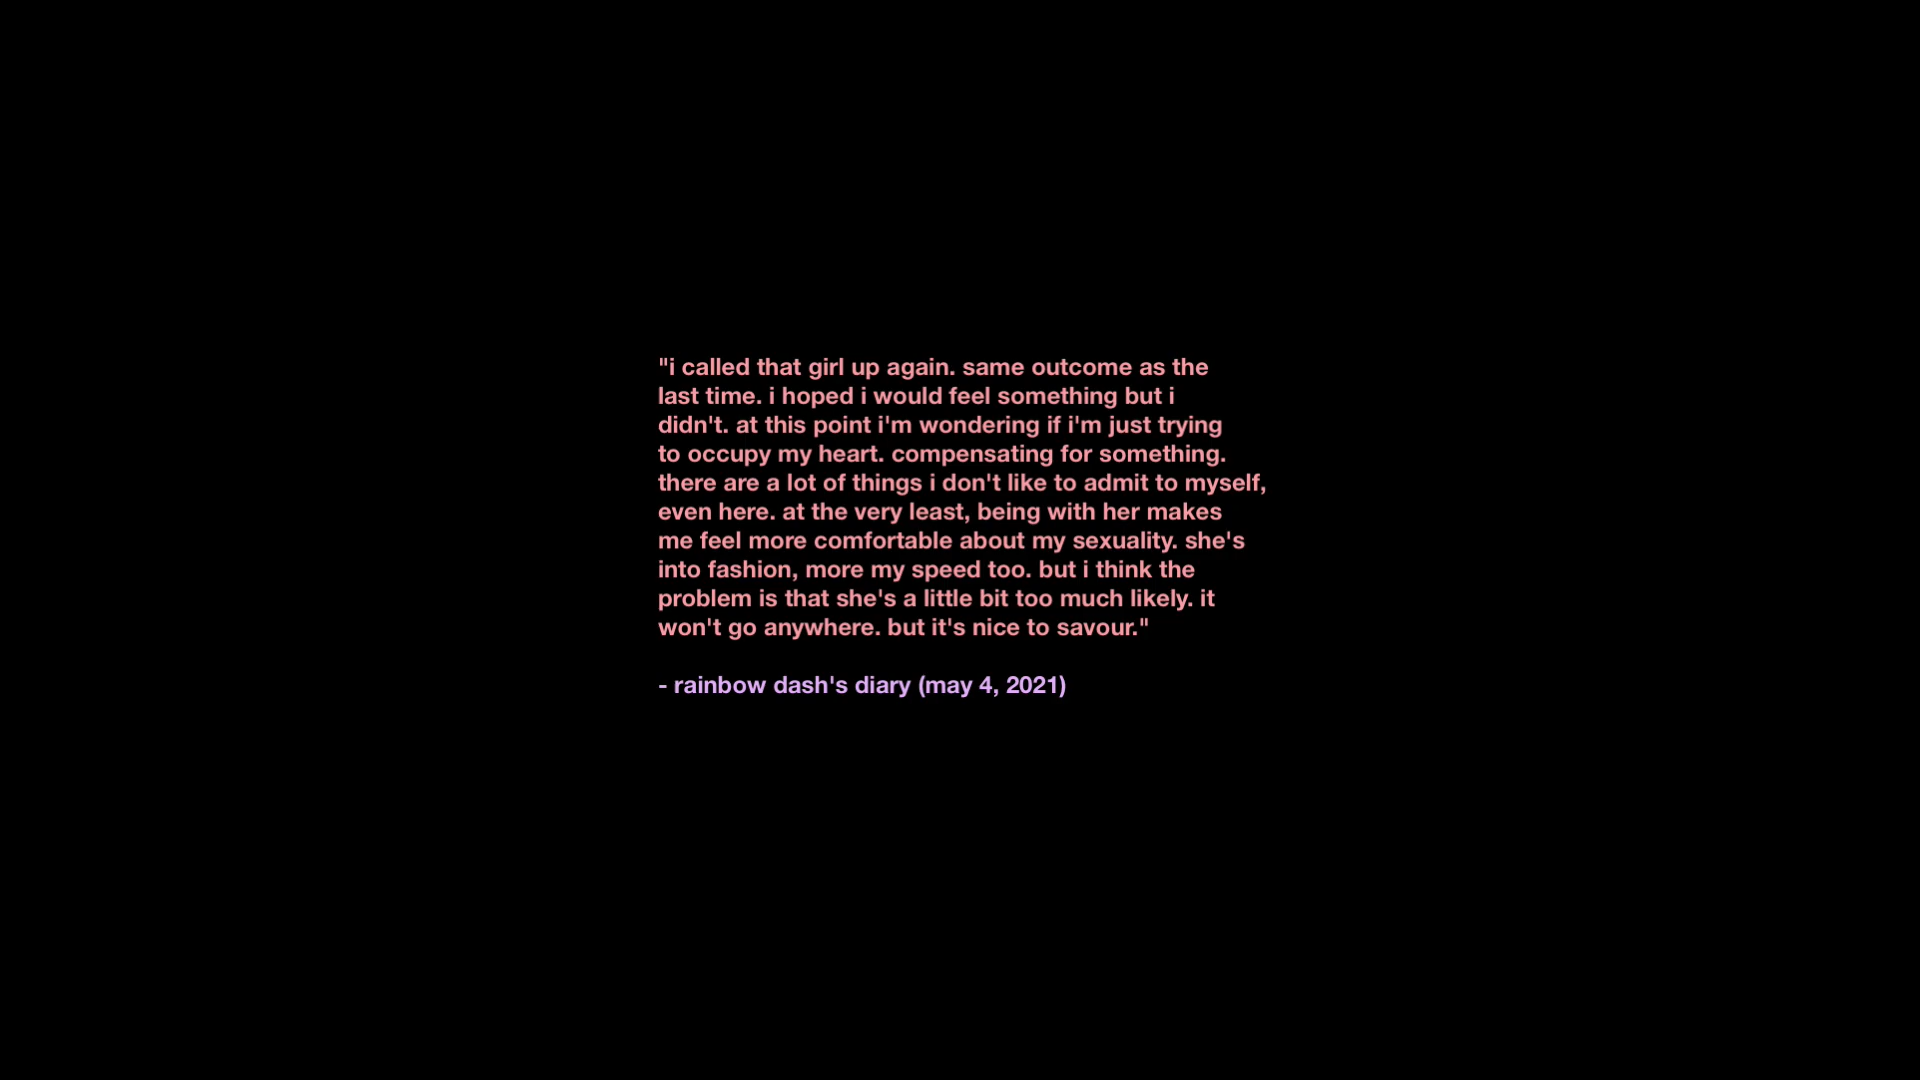 "i called that girl up again. same outcome as the
last time. i hoped i would feel something but i
didn't. at this point i'm wondering if i'm just trying
to occupy my heart. compensating for something.
there are a lot of things i don't like to admit to myself,
even here. at the very least, being with her makes
me feel more comfortable about my sexuality. she's
into fashion, more my speed too. but i think the
problem is that she's a little bit too much likely. it
won't go anywhere. but it's nice to savour."
- rainbow dash's diary (may 4, 2021)